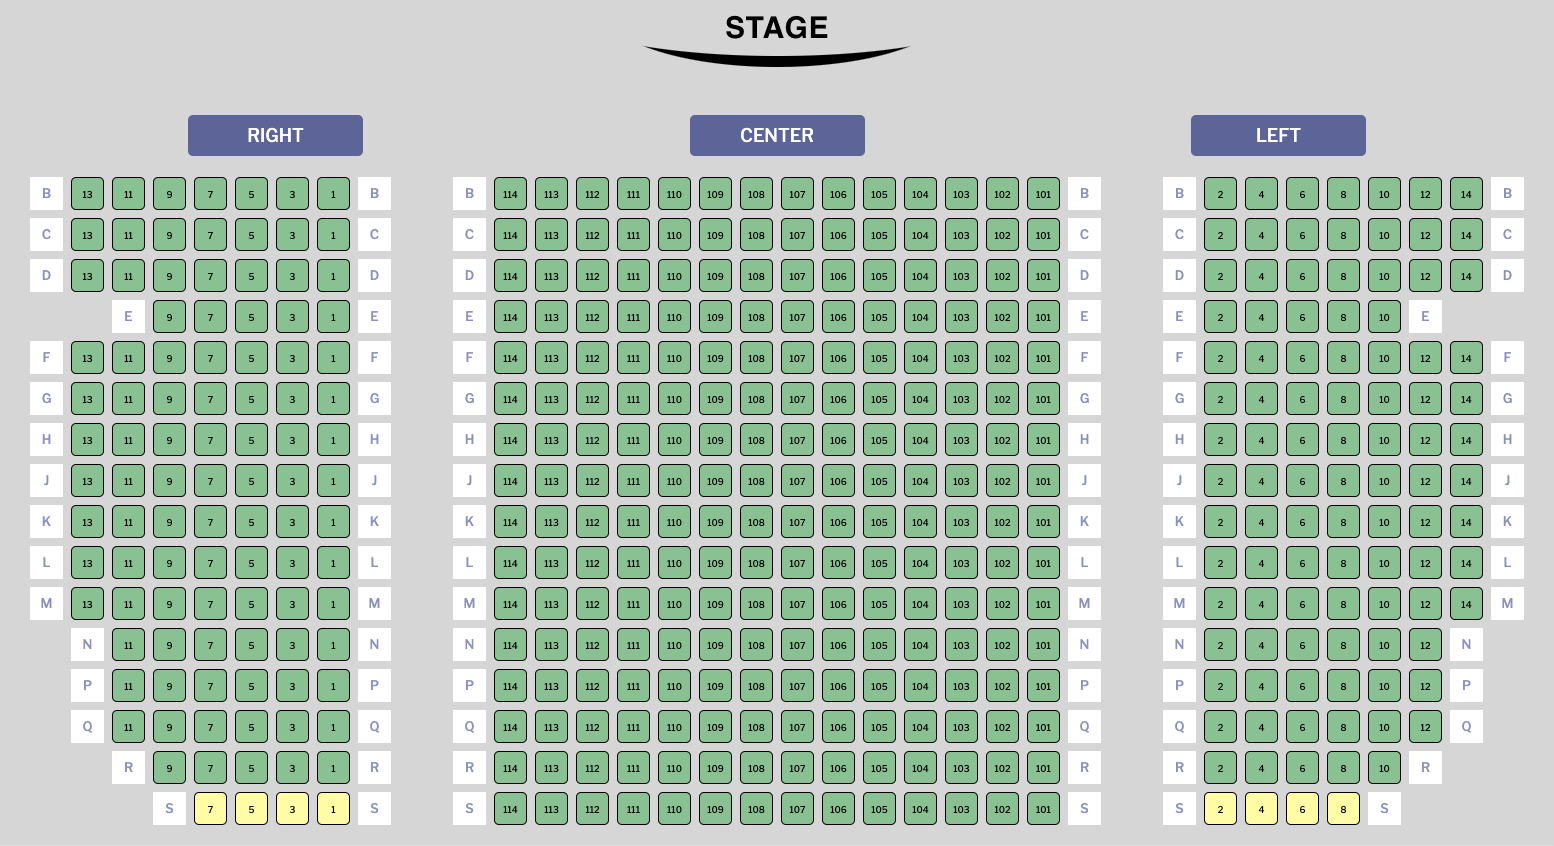 STAGE
RIGHT CENTER LEFT
B 13 11 9 7 5 3 1 B B 114 113 112 111 110 109 108 107 106 105 104 103 102 101 B B 2 4 6 8 10 12 14 B
C 13 11 9 7 5 3 1 C C 114 113 112 111 110 109 108 107 106 105 104 103 102 101 C C 2 4 6 8 10 12 14 C
D 13 11 9 7 5 3 1 D D 114 113 112 111 110 109 108 107 106 105 104 103 102 101 D D 2 4 6 8 10 12 14 D
E 9 7 5 3 1 E E 114 113 112 111 110 109 108 107 106 105 104 103 102 101 E E 2 4 6 8 10 E
F 13 11 9 7 5 3 1 F F 114 113 112 111 110 109 108 107 106 105 104 103 102 101 F F 2 4 6 8 10 12 14 F
G 13 11 9 7 5 3 1 G G 114 113 112 111 110 109 108 107 106 105 104 103 102 101 G G 2 4 6 8 10 12 14 G
H 13 11 9 7 5 3 1 H H 114 113 112 111 110 109 108 107 106 105 104 103 102 101 H H 2 4 6 8 10 12 14 H
J 13 11 9 7 5 3 1 J J 114 113 112 111 110 109 108 107 106 105 104 103 102 101 J J 2 4 6 8 10 12 14 J
K 13 11 9 7 5 3 1 K K 114 113 112 111 110 109 108 107 106 105 104 103 102 101 K K 2 4 6 8 10 12 14 K
L 13 11 9 7 5 3 1 L L 114 113 112 111 110 109 108 107 106 105 104 103 102 101 L L 2 4 6 8 10 12 14 L
M 13 11 9 7 5 3 1 M M 114 113 112 111 110 109 108 107 106 105 104 103 102 101 M M 2 4 6 8 10 12 14 M
N 11 9 7 5 3 1 N N 114 113 112 111 110 109 108 107 106 105 104 103 102 101 N N 2 4 6 8 10 12 N
P 11 9 7 5 3 1 P P 114 113 112 111 110 109 108 107 106 105 104 103 102 101 P P 2 4 6 8 10 12 P
Q 11 9 7 5 3 1 Q Q 114 113 112 111 110 109 108 107 106 105 104 103 102 101 Q Q 2 4 6 8 10 12 Q
R 9 7 5 3 1 R R 114 113 112 111 110 109 108 107 106 105 104 103 102 101 R R 2 4 6 8 10 R
S 7 5 3 1 S S 114 113 112 111 110 109 108 107 106 105 104 103 102 101 S S 2 4 6 8 S